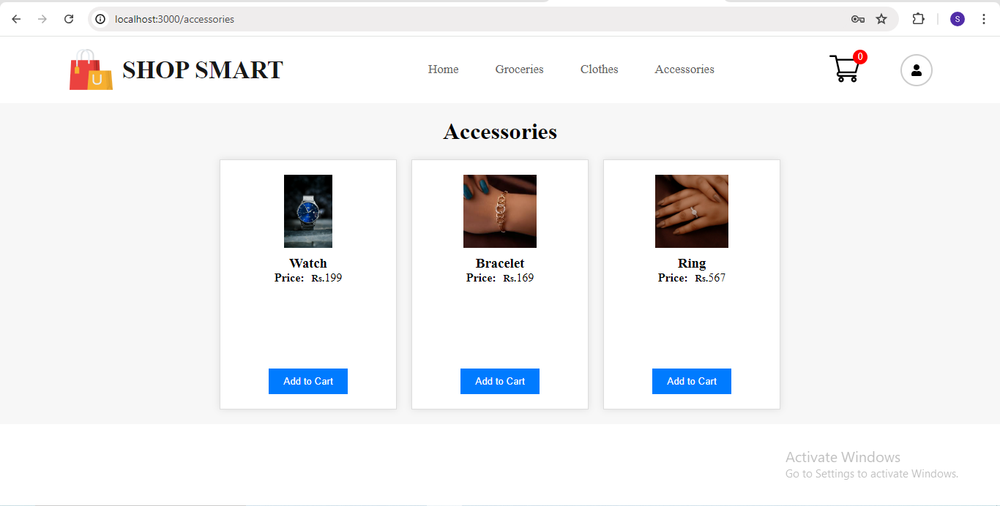 localhost:3000/accessories
S
U
SHOP SMART
Home Groceries Clothes Accessories
0
Accessories
Watch
Price: Rs.199
Add to Cart
Bracelet
Price: Rs.169
Add to Cart
Ring
Price: Rs.567
Add to Cart
Activate Windows
Go to Settings to activate Windows.